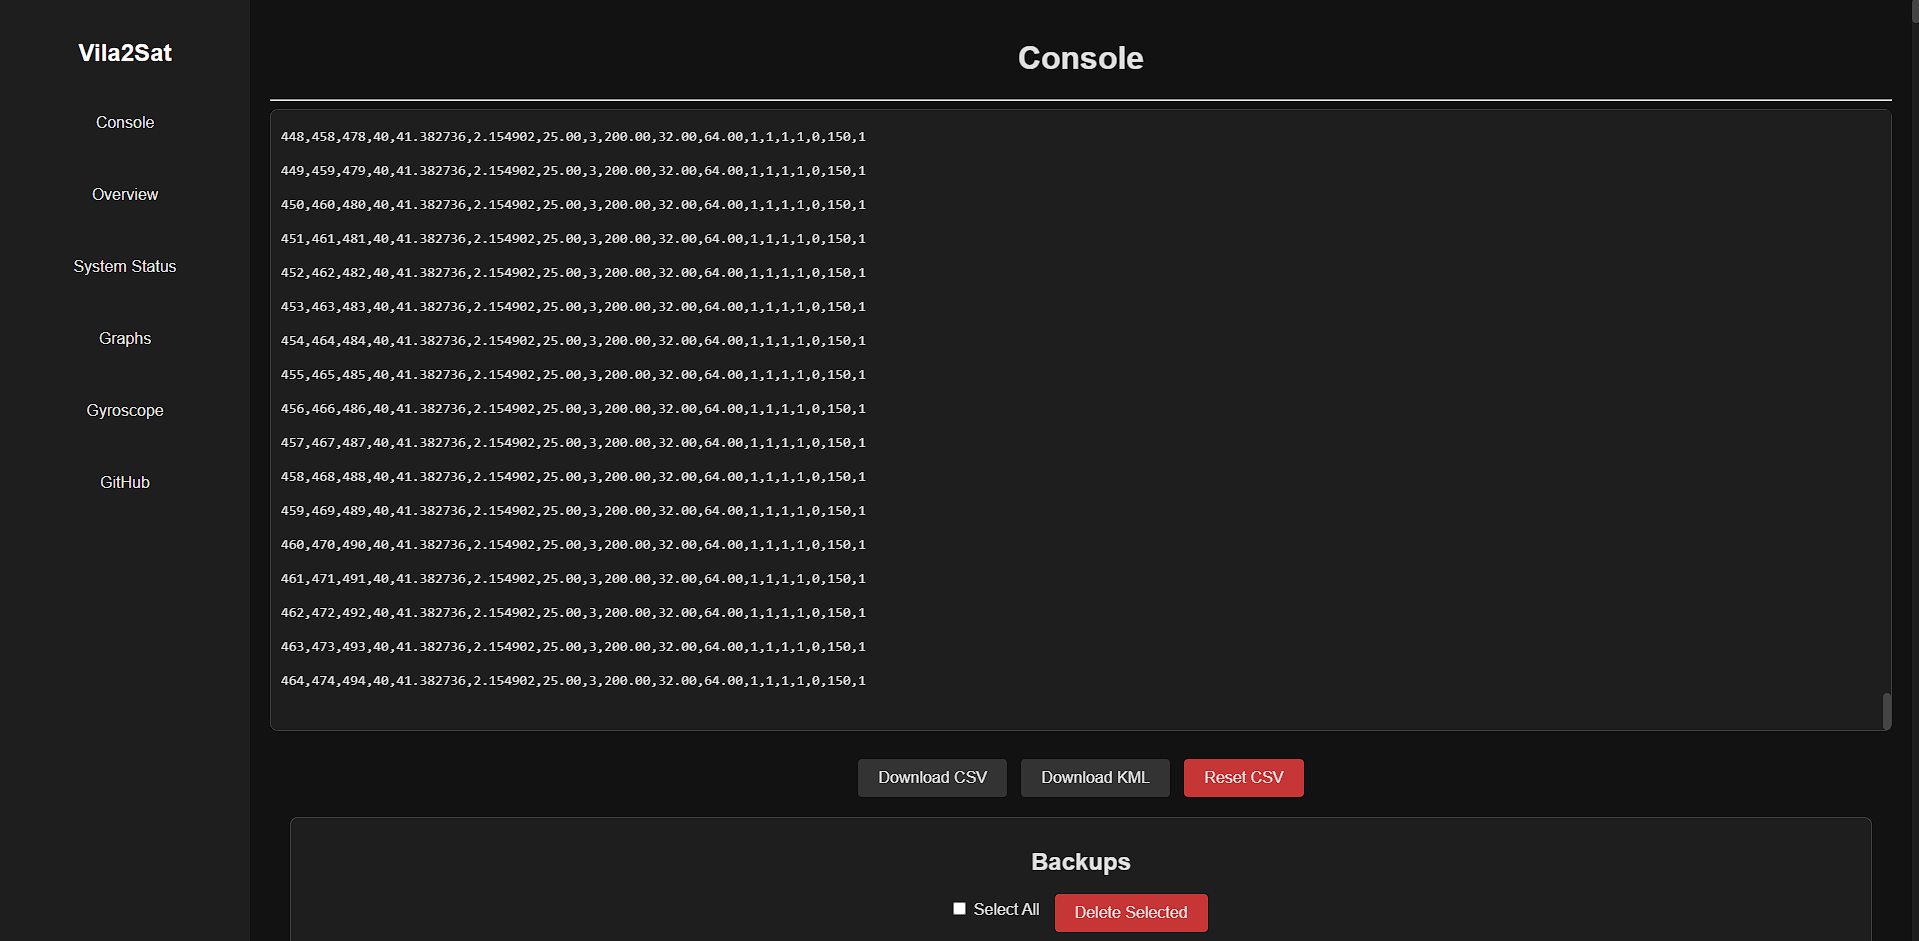 Vila2Sat
Console
Overview
System Status
Graphs
Gyroscope
GitHub
Console
448,458,478,40,41.382736,2.154902,25.00,3,200.00,32.00,64.00,1,1,1,1,0,150,1
449,459,479,40,41.382736,2.154902,25.00,3,200.00,32.00,64.00,1,1,1,1,0,150,1
450,460,480,40,41.382736,2.154902,25.00,3,200.00,32.00,64.00,1,1,1,1,0,150,1
451,461,481,40,41.382736,2.154902,25.00,3,200.00,32.00,64.00,1,1,1,1,0,150,1
452,462,482,40,41.382736,2.154902,25.00,3,200.00,32.00,64.00,1,1,1,1,0,150,1
453,463,483,40,41.382736,2.154902,25.00,3,200.00,32.00,64.00,1,1,1,1,0,150,1
454,464,484,40,41.382736,2.154902,25.00,3,200.00,32.00,64.00,1,1,1,1,0,150,1
455,465,485,40,41.382736,2.154902,25.00,3,200.00,32.00,64.00,1,1,1,1,0,150,1
456,466,486,40,41.382736,2.154902,25.00,3,200.00,32.00,64.00,1,1,1,1,0,150,1
457,467,487,40,41.382736,2.154902,25.00,3,200.00,32.00,64.00,1,1,1,1,0,150,1
458,468,488,40,41.382736,2.154902,25.00,3,200.00,32.00,64.00,1,1,1,1,0,150,1
459,469,489,40,41.382736,2.154902,25.00,3,200.00,32.00,64.00,1,1,1,1,0,150,1
460,470,490,40,41.382736,2.154902,25.00,3,200.00,32.00,64.00,1,1,1,1,0,150,1
461,471,491,40,41.382736,2.154902,25.00,3,200.00,32.00,64.00,1,1,1,1,0,150,1
462,472,492,40,41.382736,2.154902,25.00,3,200.00,32.00,64.00,1,1,1,1,0,150,1
463,473,493,40,41.382736,2.154902,25.00,3,200.00,32.00,64.00,1,1,1,1,0,150,1
464,474,494,40,41.382736,2.154902,25.00,3,200.00,32.00,64.00,1,1,1,1,0,150,1
Download CSV Download KML Reset CSV
Backups
Select All Delete Selected